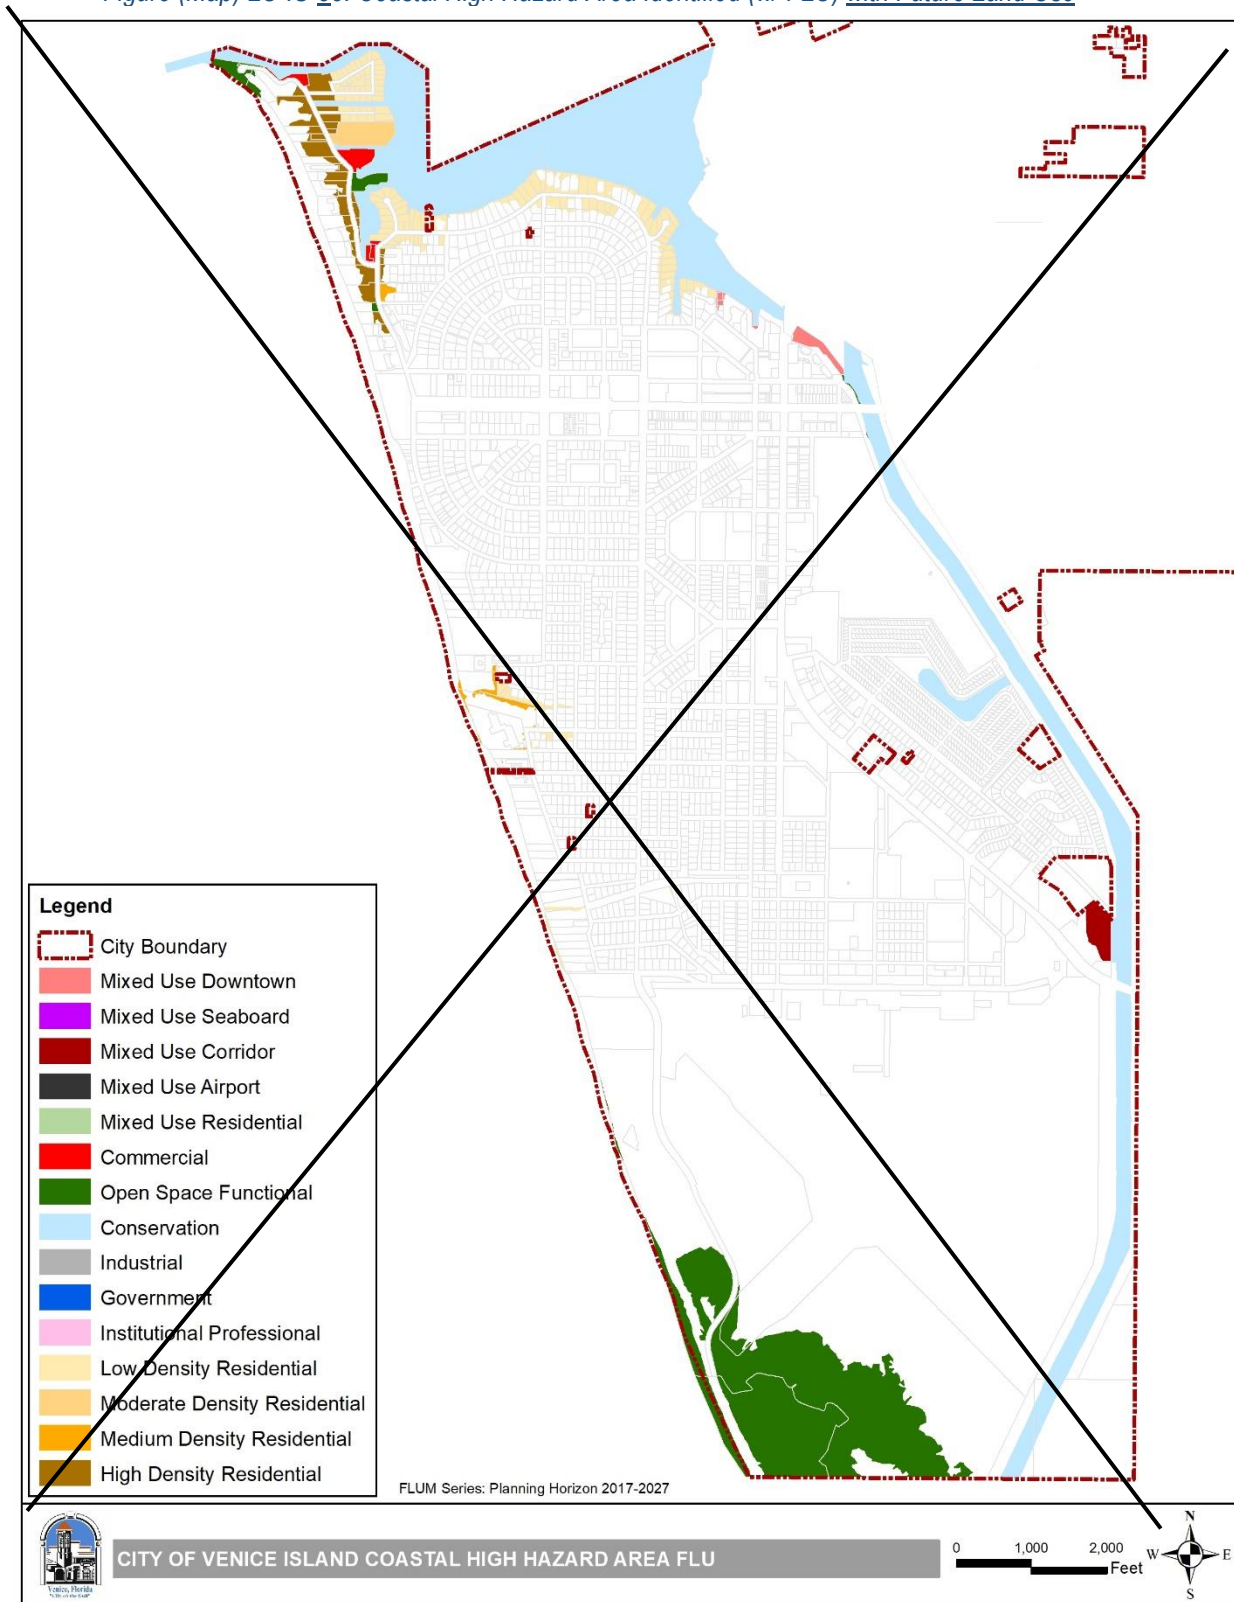 CITY OF VENICE ISLAND COASTAL HIGH HAZARD AREA FLU
Legend
City Boundary
Mixed Use Downtown
Mixed Use Seaboard
Mixed Use Corridor
Mixed Use Airport
Mixed Use Residential
Commercial
Open Space Functional
Conservation
Industrial
Government
Institutional Professional
Low Density Residential
Moderate Density Residential
Medium Density Residential
High Density Residential
FLUM Series: Planning Horizon 2017-2027
Venice, Florida
0 1,000 2,000
Feet
N
W E
S